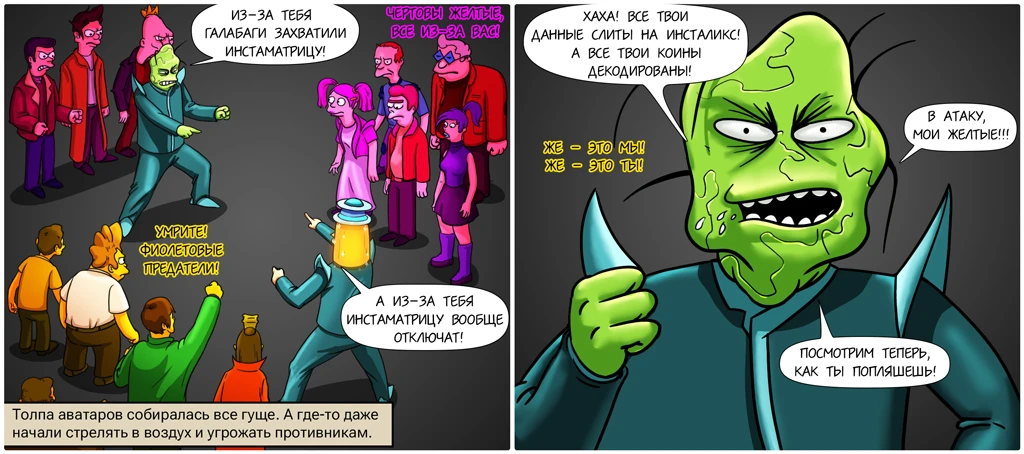 ИЗ-ЗА ТЕБЯ
ГАЛАБАГИ ЗАХВАТИЛИ
ИНСТАМАТРИЦУ!
ЧЕРТОВЫ ЖЕЛТЫЕ,
ВСЕ ИЗ-ЗА ВАС!
УМРИТЕ!
ФИОЛЕТОВЫЕ
ПРЕДАТЕЛИ!
А ИЗ-ЗА ТЕБЯ
ИНСТАМАТРИЦУ ВООБЩЕ
ОТКЛЮЧАТ!
Толпа аватаров собиралась все гуще. А где-то даже
начали стрелять в воздух и угрожать противникам.
ХАХА! ВСЕ ТВОИ
ДАННЫЕ СЛИТЫ НА ИНСТАЛИКС!
А ВСЕ ТВОИ КОИНЫ
ДЕКОДИРОВАНЫ!
ЖЕ - ЭТО МЫ!
ЖЕ - ЭТО ТЫ!
В АТАКУ,
МОИ ЖЕЛТЫЕ!!!
ПОСМОТРИМ ТЕПЕРЬ,
КАК ТЫ ПОПЛЯШЕШЬ!